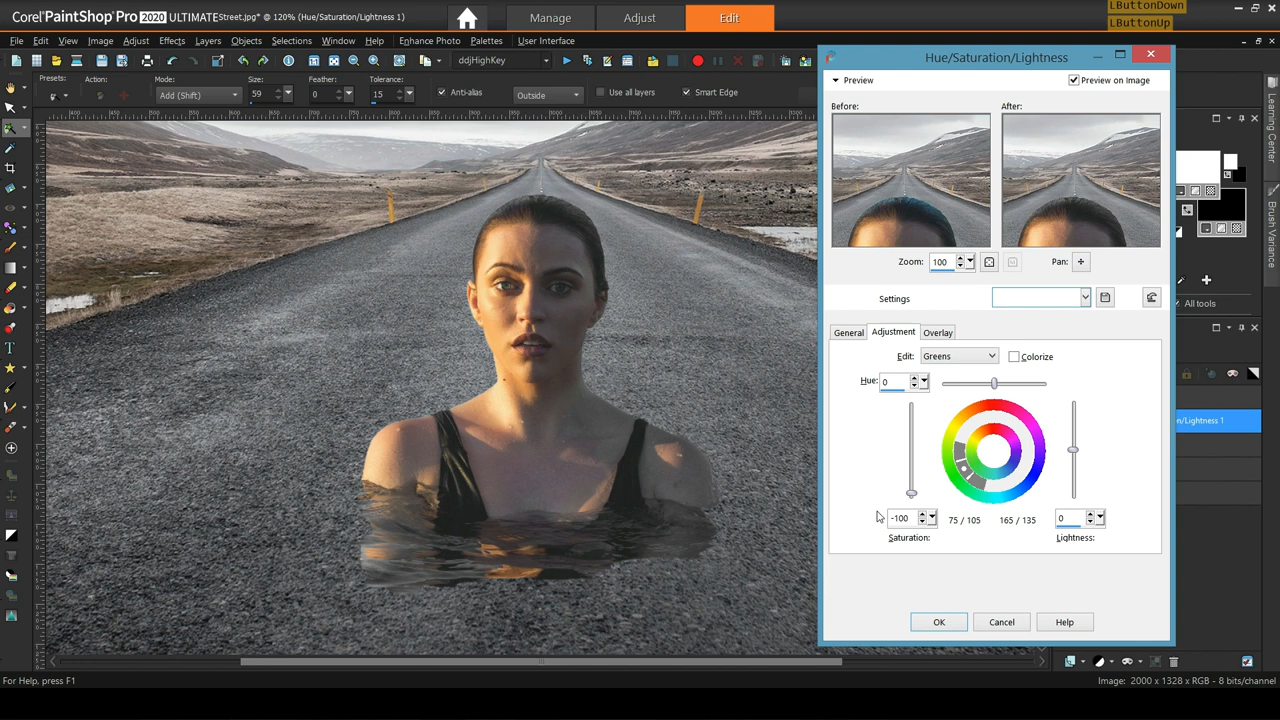 LButtonDown
LButtonUp
Corel®PaintShop®Pro 2020 ULTIMATE Street.jpg* @ 120% (Hue/Saturation/Lightness 1)
Manage
Adjust
Edit
File Edit View Image Adjust Effects Layers Objects Selections Window Help Enhance Photo Palettes User Interface
ddjHighKey
Presets: Action: Mode: Size: Feather: Tolerance:
Add (Shift) 59 0 15 Anti-alias Outside Use all layers Smart Edge
Hue/Saturation/Lightness
Preview
Preview on Image
Before: After:
Zoom: 100 Pan:
Settings
General Adjustment Overlay
Edit: Greens Colorize
Hue: 0
-100 75 / 105 165 / 135 0
Saturation: Lightness:
OK Cancel Help
Learning Center
Brush Variance
All tools
n/Lightness 1
For Help, press F1
Image: 2000 x 1328 x RGB - 8 bits/channel